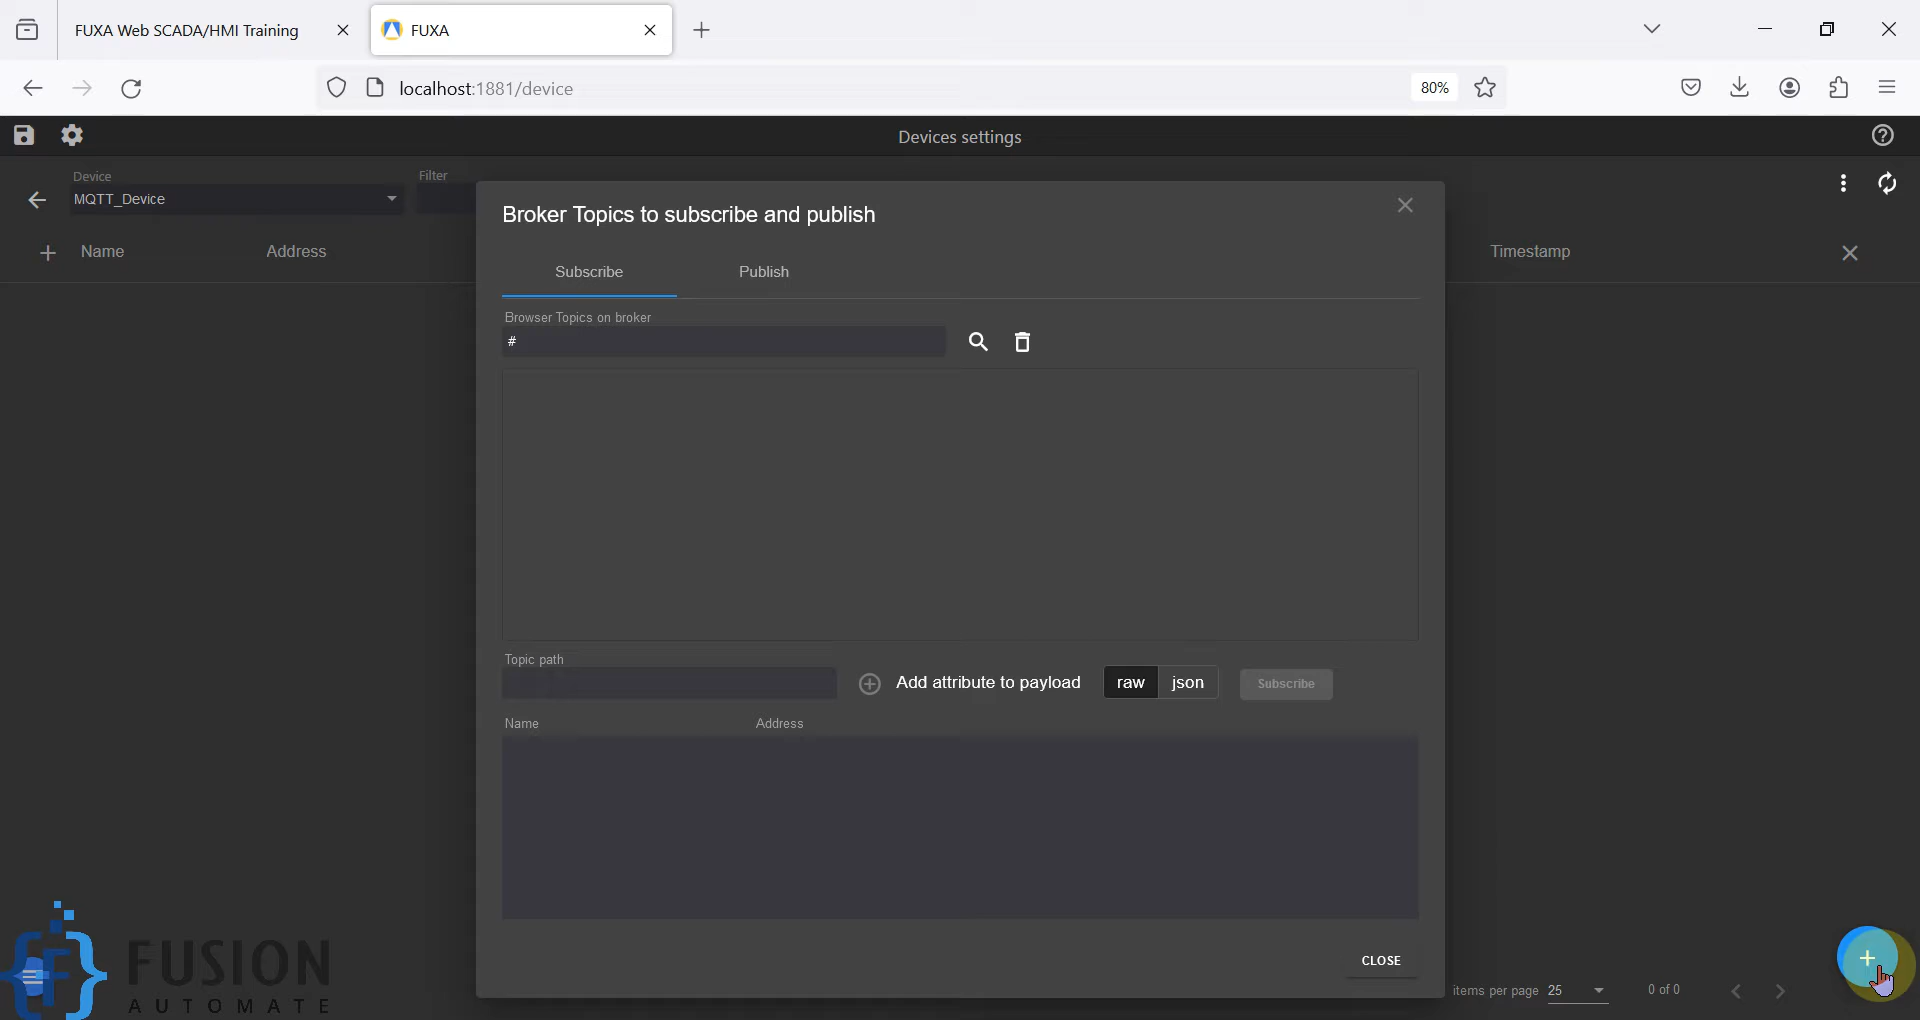 FUXA Web SCADA/HMI Training
FUXA
localhost:1881/device
80%
Devices settings
Device
MQTT_Device
Filter
Name
Address
Timestamp
Broker Topics to subscribe and publish
Subscribe
Publish
Browser Topics on broker
#
Topic path
Add attribute to payload
raw
json
Subscribe
Name
Address
CLOSE
items per page
25
0 of 0
FUSION
AUTOMATE